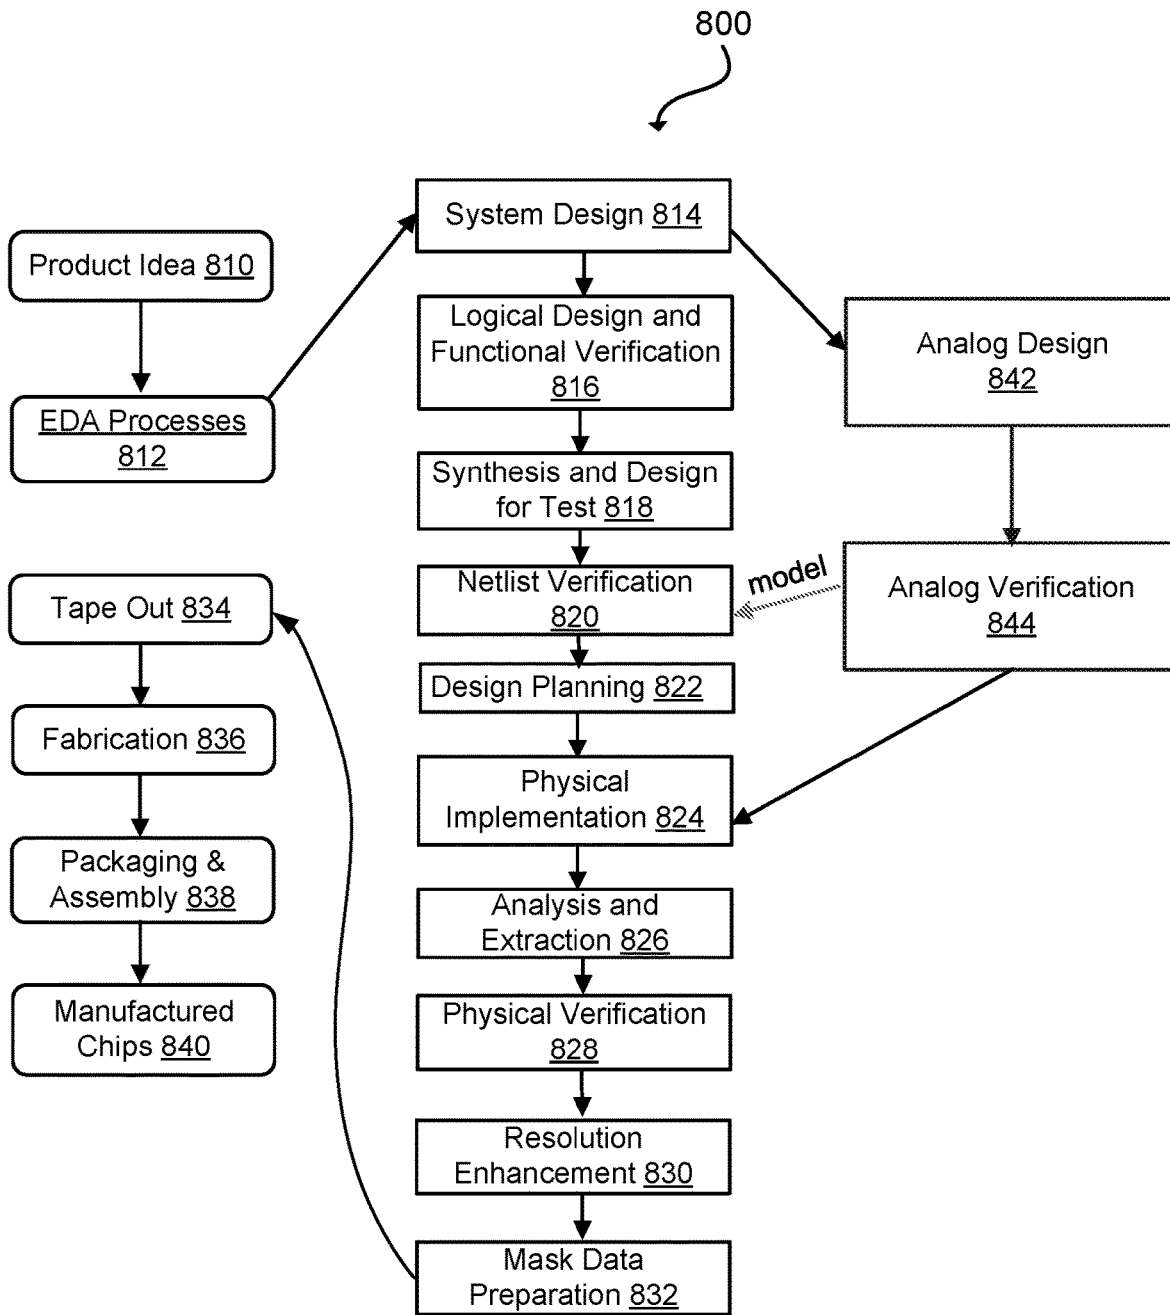 800
System Design 814
Product Idea 810
Logical Design and
Functional Verification
816
Analog Design
842
EDA Processes
812
Synthesis and Design
for Test 818
model
Netlist Verification
820
Analog Verification
844
Tape Out 834
Design Planning 822
Fabrication 836
Physical
Implementation 824
Packaging &
Assembly 838
Analysis and
Extraction 826
Manufactured
Chips 840
Physical Verification
828
Resolution
Enhancement 830
Mask Data
Preparation 832